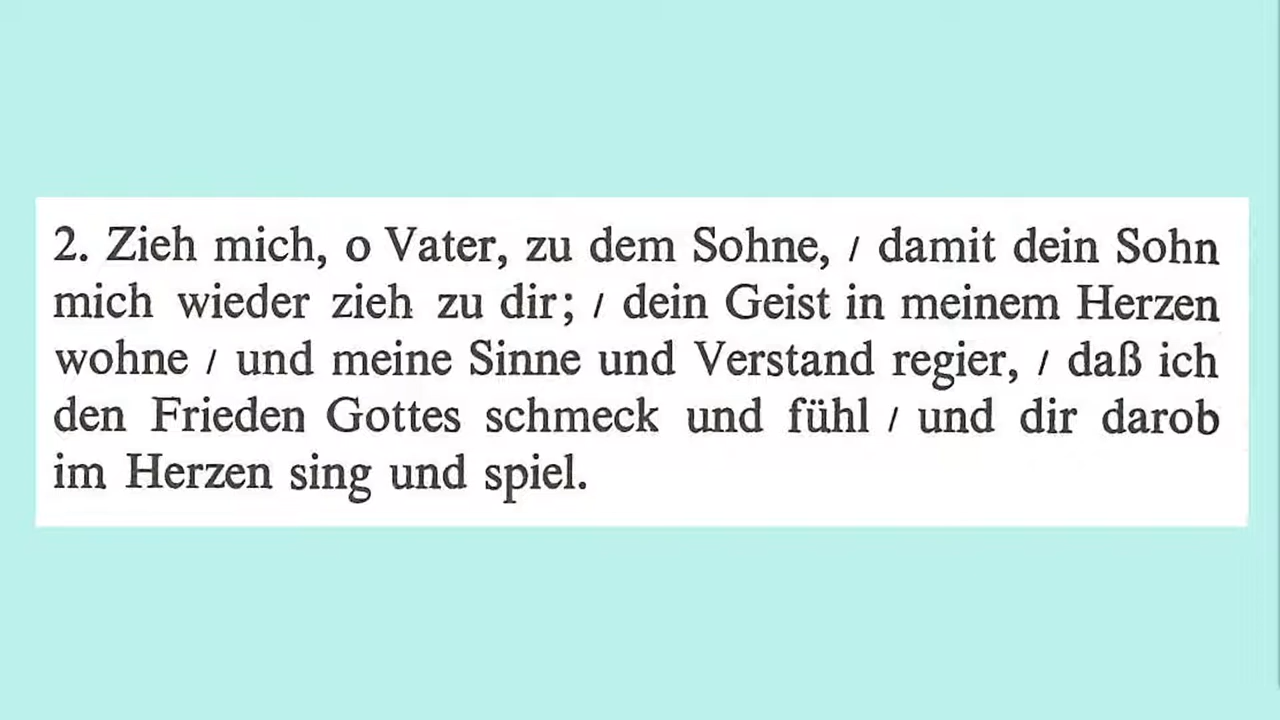 2. Zieh mich, o Vater, zu dem Sohne, / damit dein Sohn
mich wieder zieh zu dir; / dein Geist in meinem Herzen
wohne / und meine Sinne und Verstand regier, / daß ich
den Frieden Gottes schmeck und fühl / und dir darob
im Herzen sing und spiel.